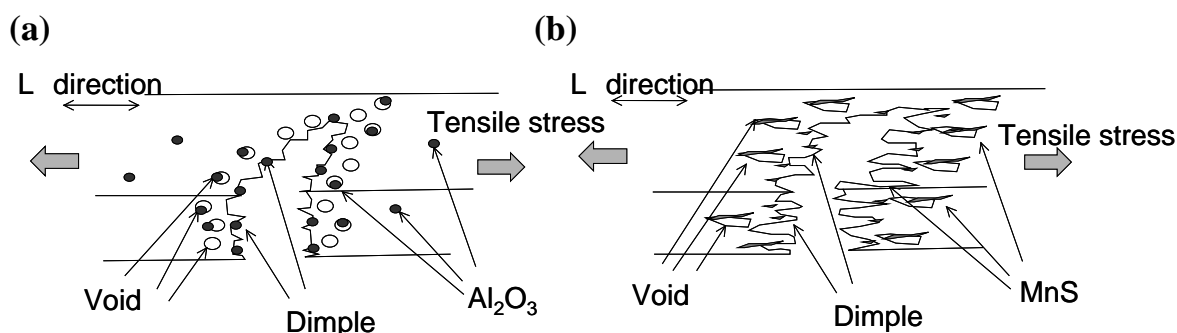 (a)
L direction
Tensile stress
Void
Dimple
Al₂O₃
(b)
L direction
Tensile stress
Void
Dimple
MnS